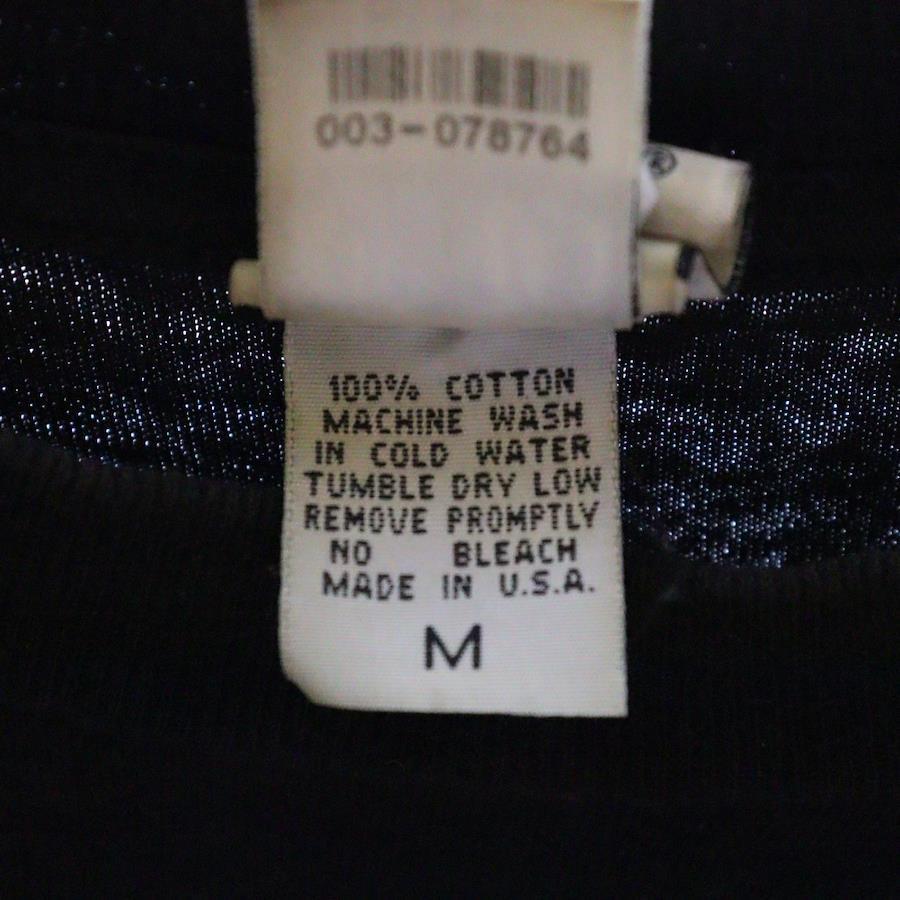 003-078764
®
100% COTTON
MACHINE WASH
IN COLD WATER
TUMBLE DRY LOW
REMOVE PROMPTLY
NO BLEACH
MADE IN U.S.A.
M